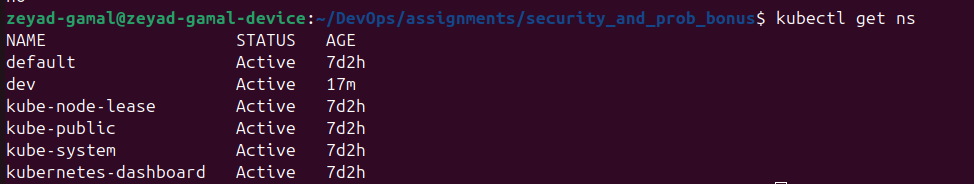 zeyad-gamal@zeyad-gamal-device:~/DevOps/assignments/security_and_prob_bonus$ kubectl get ns
NAME STATUS AGE
default Active 7d2h
dev Active 17m
kube-node-lease Active 7d2h
kube-public Active 7d2h
kube-system Active 7d2h
kubernetes-dashboard Active 7d2h